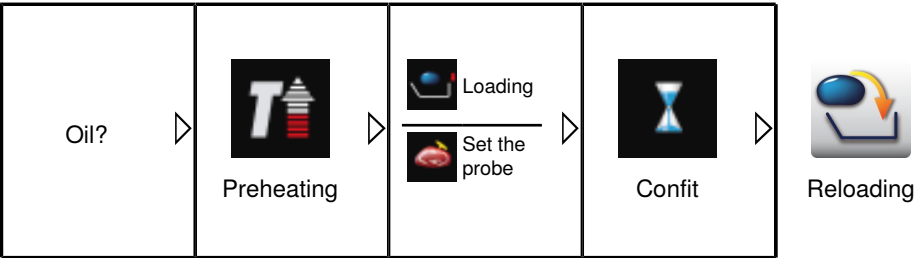 Oil?
Preheating
Loading
Set the
probe
Confit
Reloading